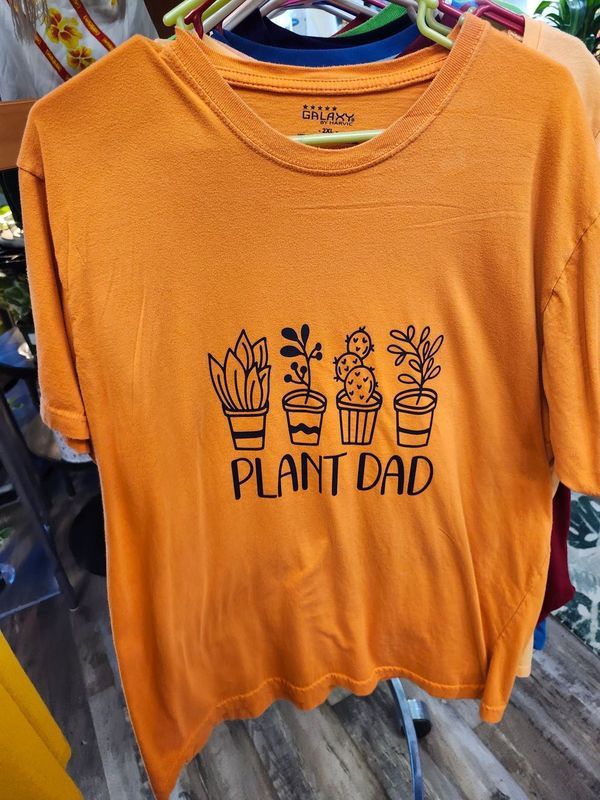 GALAXY®
BY HARVIC
2XL
PLANT DAD